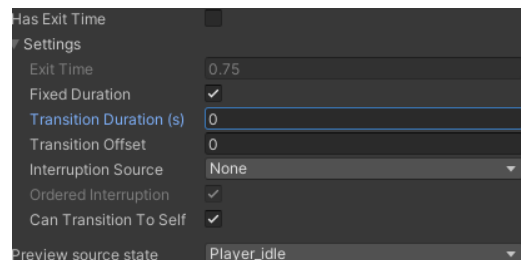 Has Exit Time
Settings
Exit Time 0.75
Fixed Duration
Transition Duration (s) 0
Transition Offset 0
Interruption Source None
Ordered Interruption
Can Transition To Self
Preview source state Player_idle